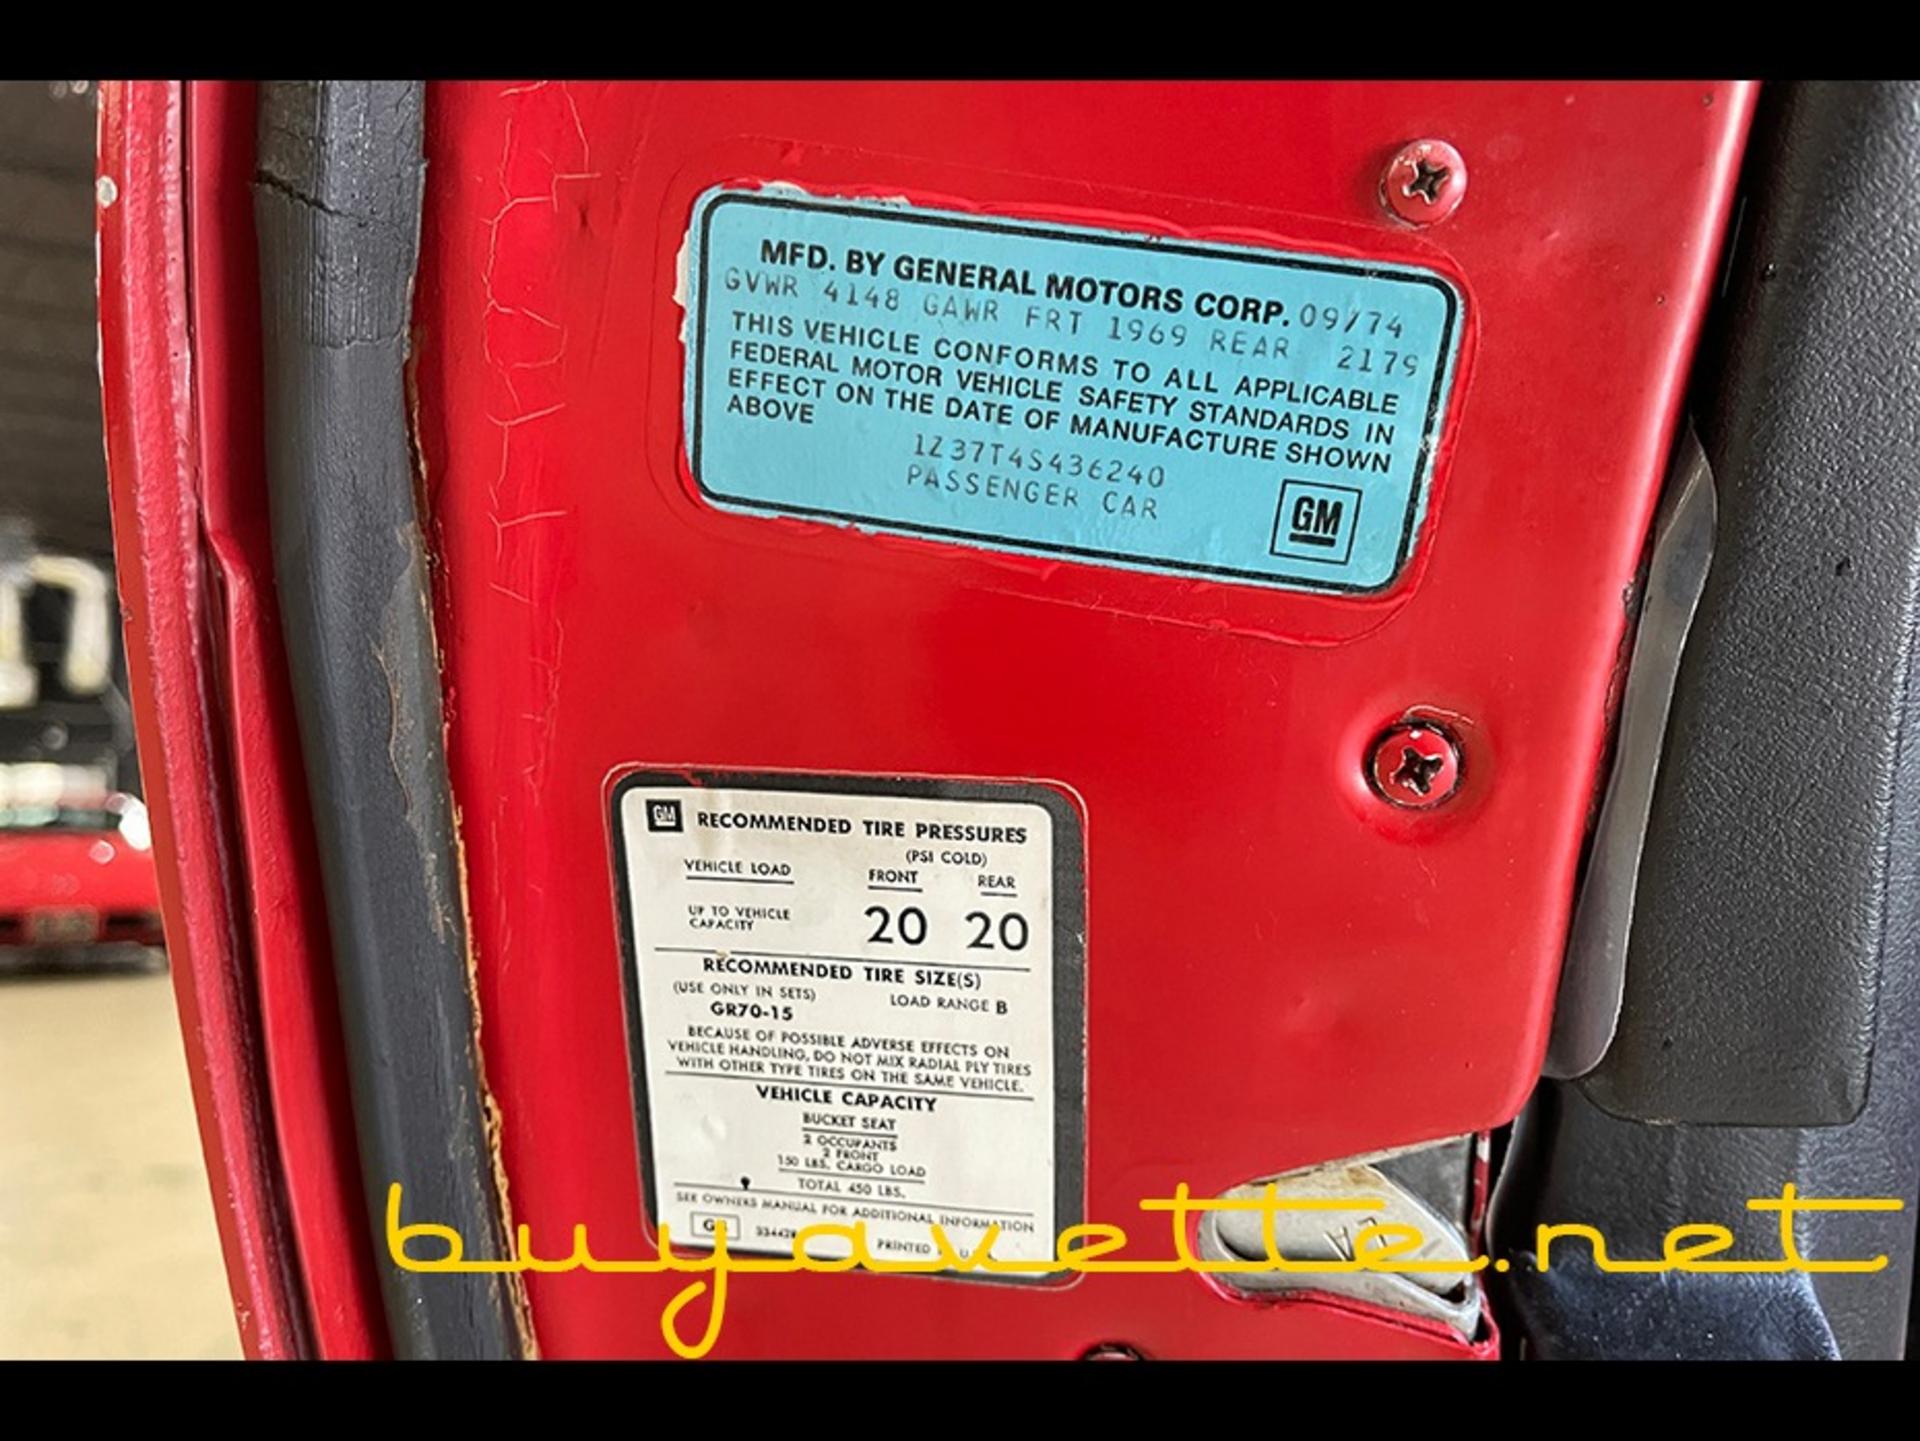 MFD. BY GENERAL MOTORS CORP. 09/74
GVWR 4148 GAWR FRT 1969 REAR 2179
THIS VEHICLE CONFORMS TO ALL APPLICABLE
FEDERAL MOTOR VEHICLE SAFETY STANDARDS IN
EFFECT ON THE DATE OF MANUFACTURE SHOWN
ABOVE
1Z37T4S436240
PASSENGER CAR
GM
GM RECOMMENDED TIRE PRESSURES
(PSI COLD)
VEHICLE LOAD FRONT REAR
UP TO VEHICLE
CAPACITY 20 20
RECOMMENDED TIRE SIZE(S)
(USE ONLY IN SETS) LOAD RANGE B
GR70-15
BECAUSE OF POSSIBLE ADVERSE EFFECTS ON
VEHICLE HANDLING, DO NOT MIX RADIAL PLY TIRES
WITH OTHER TYPE TIRES ON THE SAME VEHICLE.
VEHICLE CAPACITY
BUCKET SEAT
2 OCCUPANTS
2 FRONT
150 LBS. CARGO LOAD
TOTAL 450 LBS.
SEE OWNERS MANUAL FOR ADDITIONAL INFORMATION
PRINTED
buyavette.net